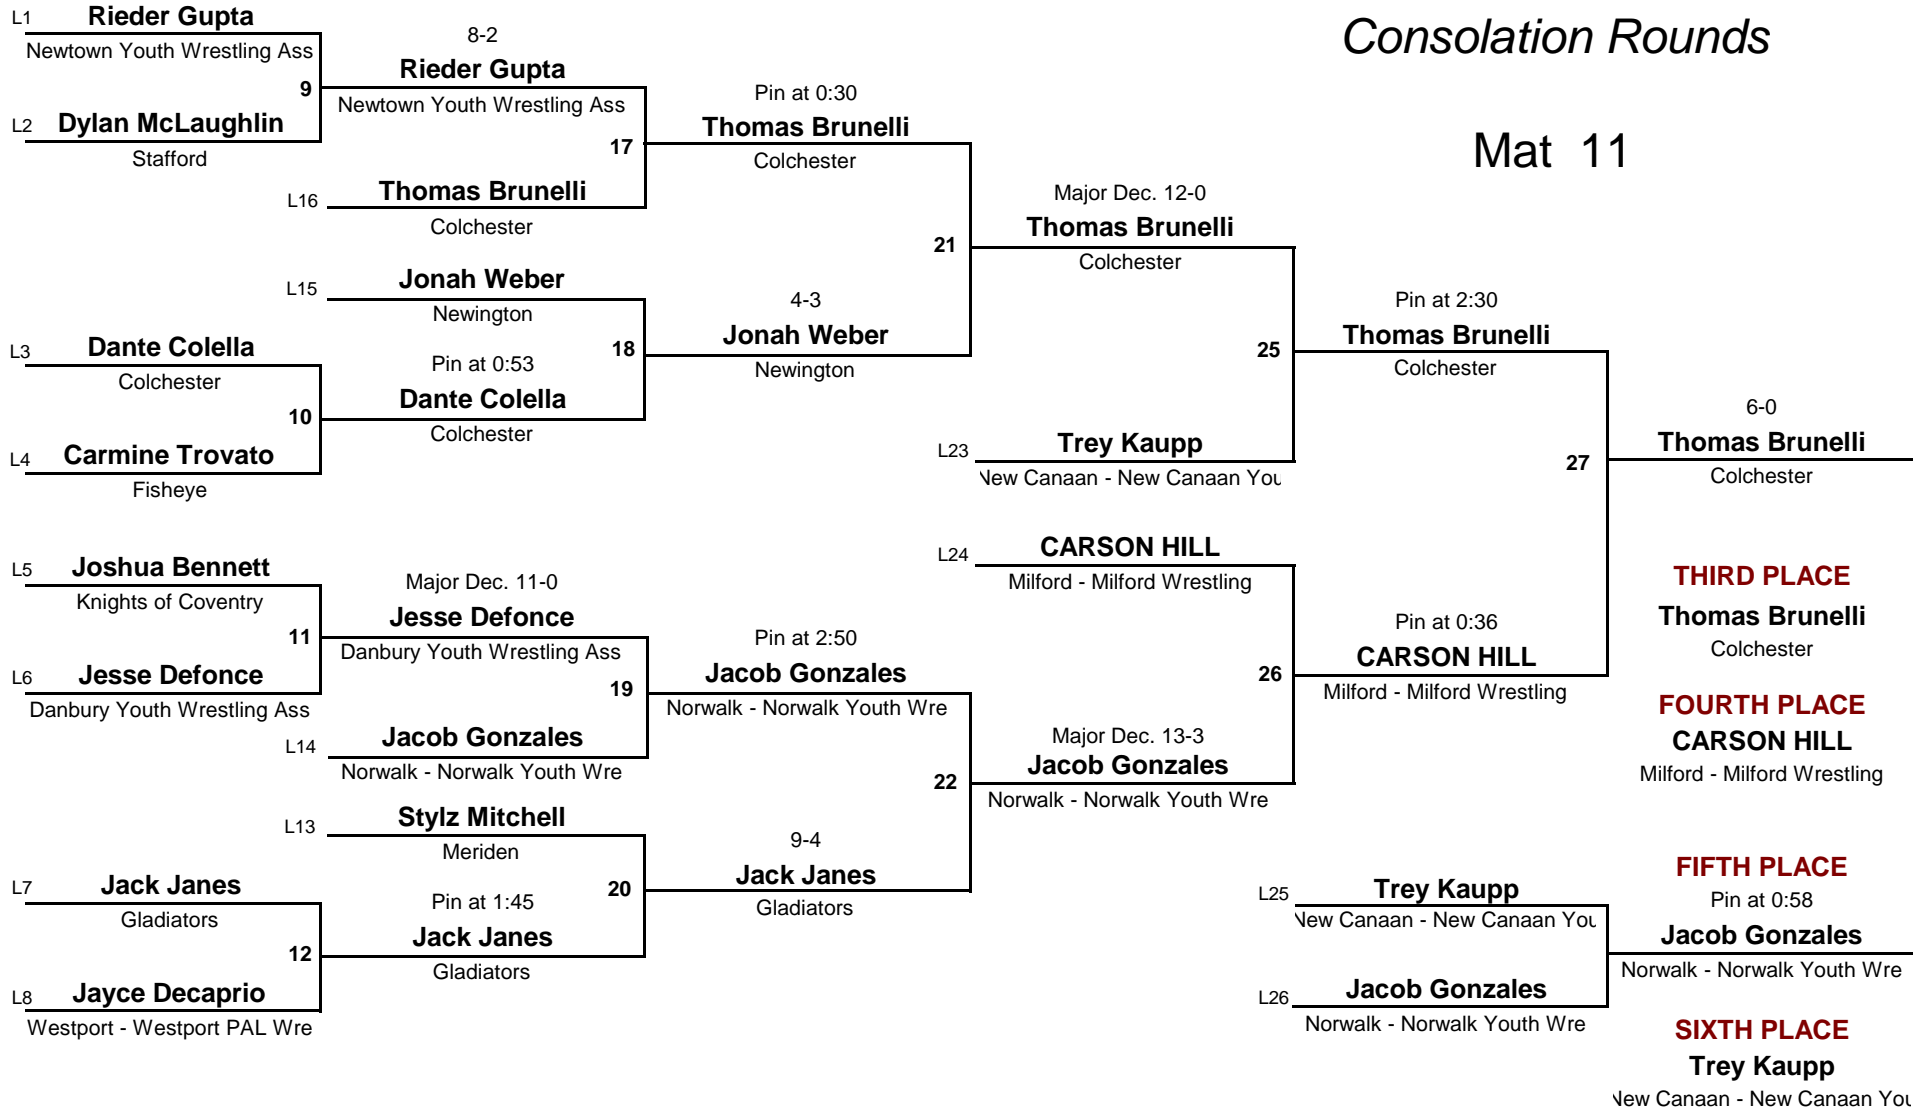 Consolation Rounds
Mat 11
L1 Rieder Gupta
Newtown Youth Wrestling Ass
9
L2 Dylan McLaughlin
Stafford
8-2
Rieder Gupta
Newtown Youth Wrestling Ass
17
L16 Thomas Brunelli
Colchester
Pin at 0:30
Thomas Brunelli
Colchester
L15 Jonah Weber
Newington
18
L3 Dante Colella
Colchester
10
L4 Carmine Trovato
Fisheye
Pin at 0:53
Dante Colella
Colchester
4-3
Jonah Weber
Newington
21
Major Dec. 12-0
Thomas Brunelli
Colchester
25
L23 Trey Kaupp
New Canaan - New Canaan You
Pin at 2:30
Thomas Brunelli
Colchester
27
6-0
Thomas Brunelli
Colchester
L5 Joshua Bennett
Knights of Coventry
11
L6 Jesse Defonce
Danbury Youth Wrestling Ass
Major Dec. 11-0
Jesse Defonce
Danbury Youth Wrestling Ass
19
L14 Jacob Gonzales
Norwalk - Norwalk Youth Wre
Pin at 2:50
Jacob Gonzales
Norwalk - Norwalk Youth Wre
L13 Stylz Mitchell
Meriden
20
L7 Jack Janes
Gladiators
12
L8 Jayce Decaprio
Westport - Westport PAL Wre
Pin at 1:45
Jack Janes
Gladiators
9-4
Jack Janes
Gladiators
22
L24 CARSON HILL
Milford - Milford Wrestling
26
Major Dec. 13-3
Jacob Gonzales
Norwalk - Norwalk Youth Wre
Pin at 0:36
CARSON HILL
Milford - Milford Wrestling
THIRD PLACE
Thomas Brunelli
Colchester
FOURTH PLACE
CARSON HILL
Milford - Milford Wrestling
L25 Trey Kaupp
New Canaan - New Canaan You
L26 Jacob Gonzales
Norwalk - Norwalk Youth Wre
FIFTH PLACE
Pin at 0:58
Jacob Gonzales
Norwalk - Norwalk Youth Wre
SIXTH PLACE
Trey Kaupp
New Canaan - New Canaan You